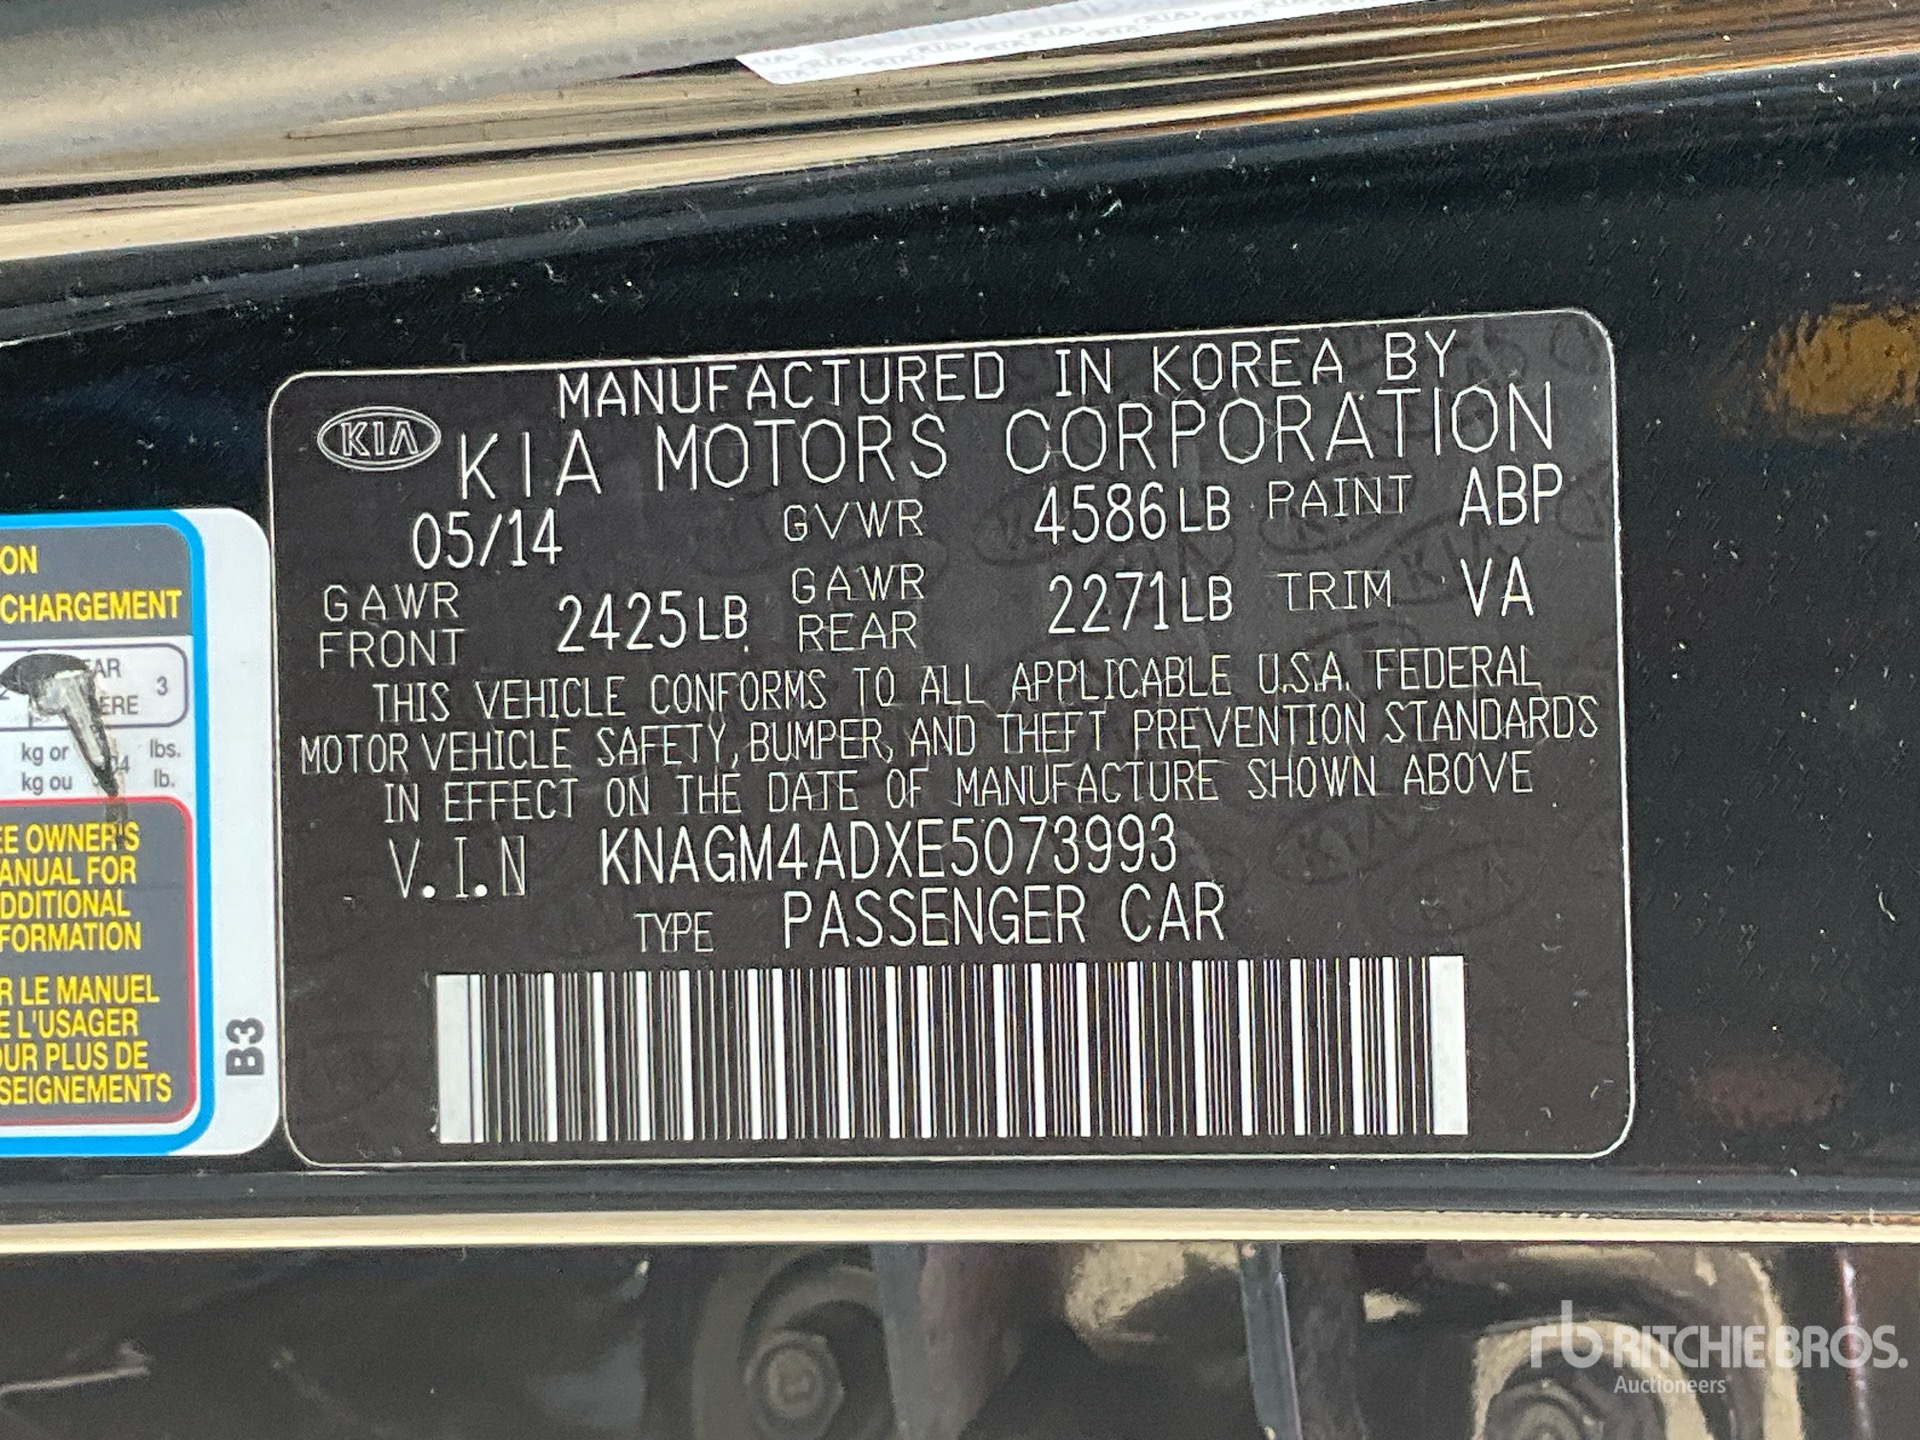 MANUFACTURED IN KOREA BY
KIA KIA MOTORS CORPORATION
05/14 GVWR 4586LB PAINT ABP
GAWR FRONT 2425LB GAWR REAR 2271LB TRIM VA
THIS VEHICLE CONFORMS TO ALL APPLICABLE U.S.A. FEDERAL
MOTOR VEHICLE SAFETY, BUMPER, AND THEFT PREVENTION STANDARDS
IN EFFECT ON THE DATE OF MANUFACTURE SHOWN ABOVE
V.I.N KNAGM4ADXE5073993
TYPE PASSENGER CAR
ON
CHARGEMENT
3
kg or lbs.
kg ou lb.
EE OWNER'S
ANUAL FOR
DDITIONAL
FORMATION
R LE MANUEL
E L'USAGER
OUR PLUS DE
SEIGNEMENTS
B3
rb RITCHIE BROS.
Auctioneers